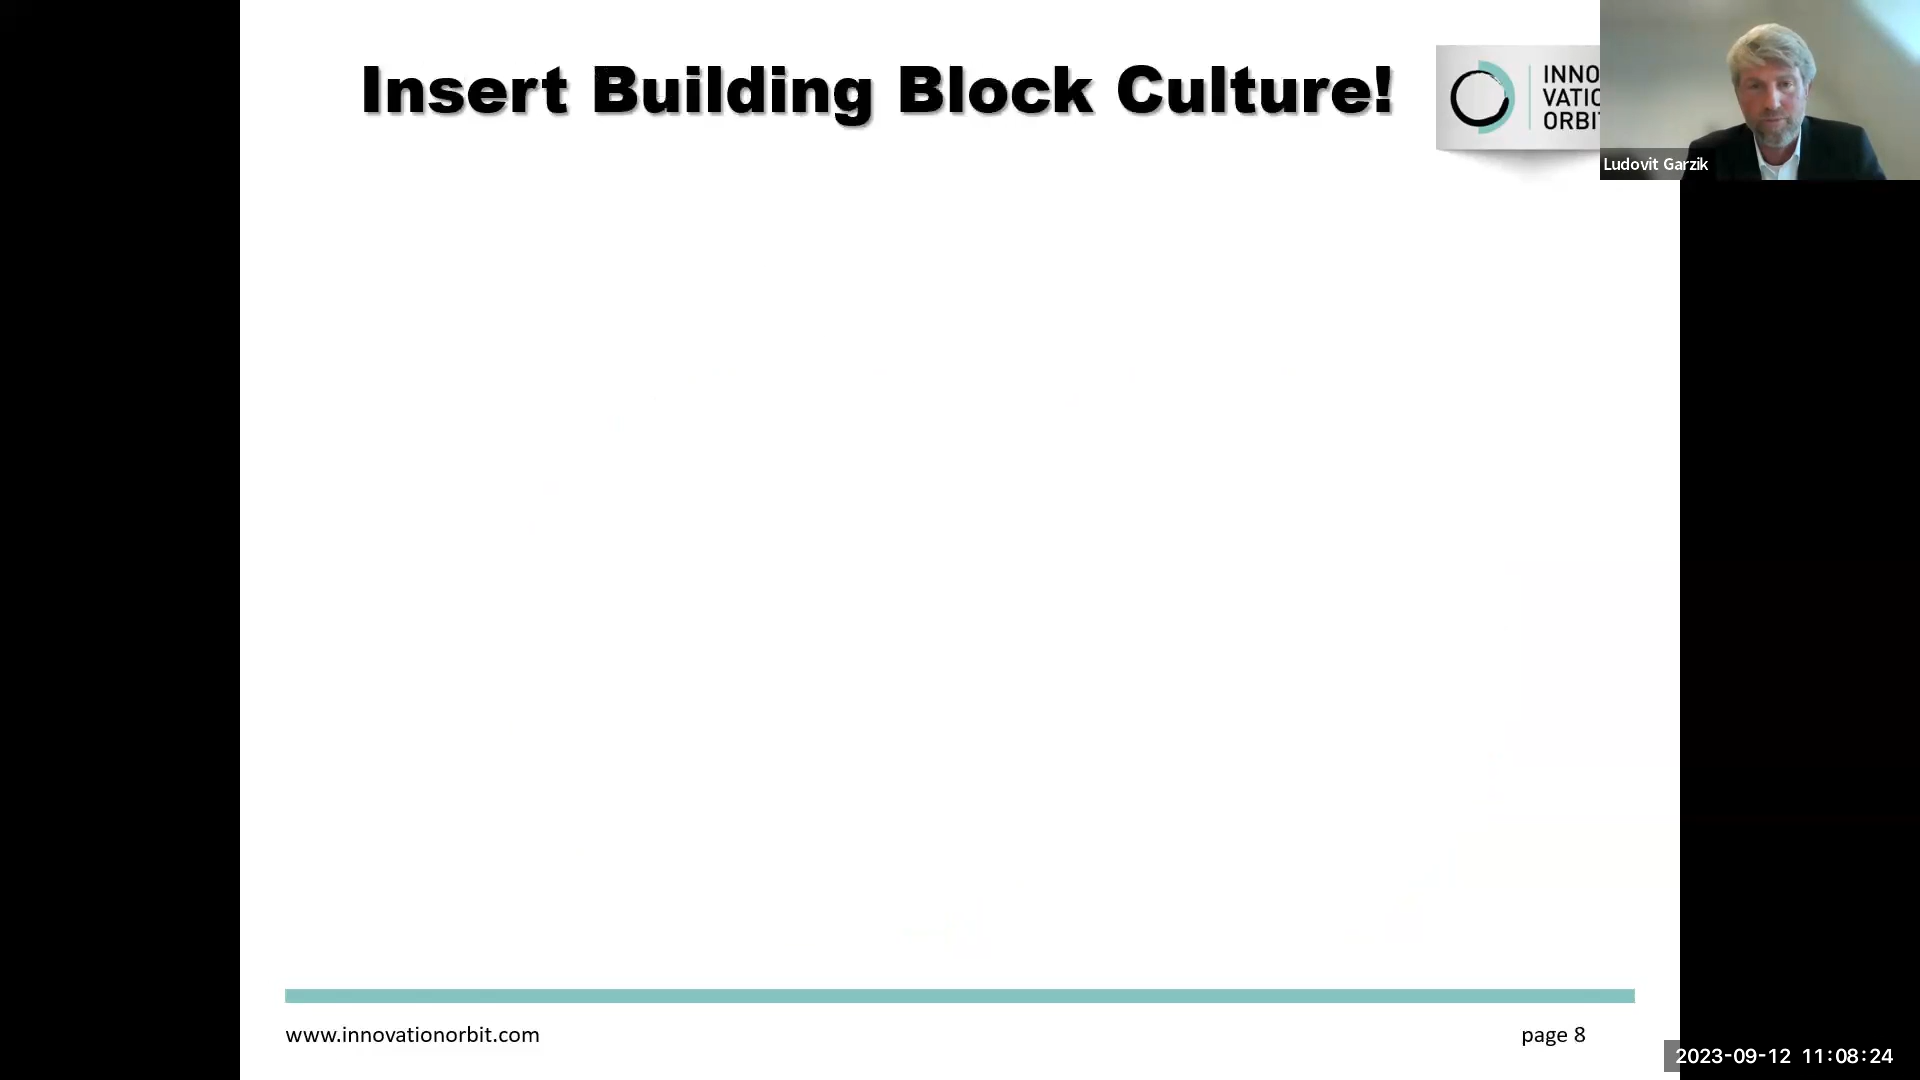 Insert Building Block Culture!
INNO
VATIO
ORBIT
Ludovit Garzik
www.innovationorbit.com
page 8
2023-09-12 11:08:24